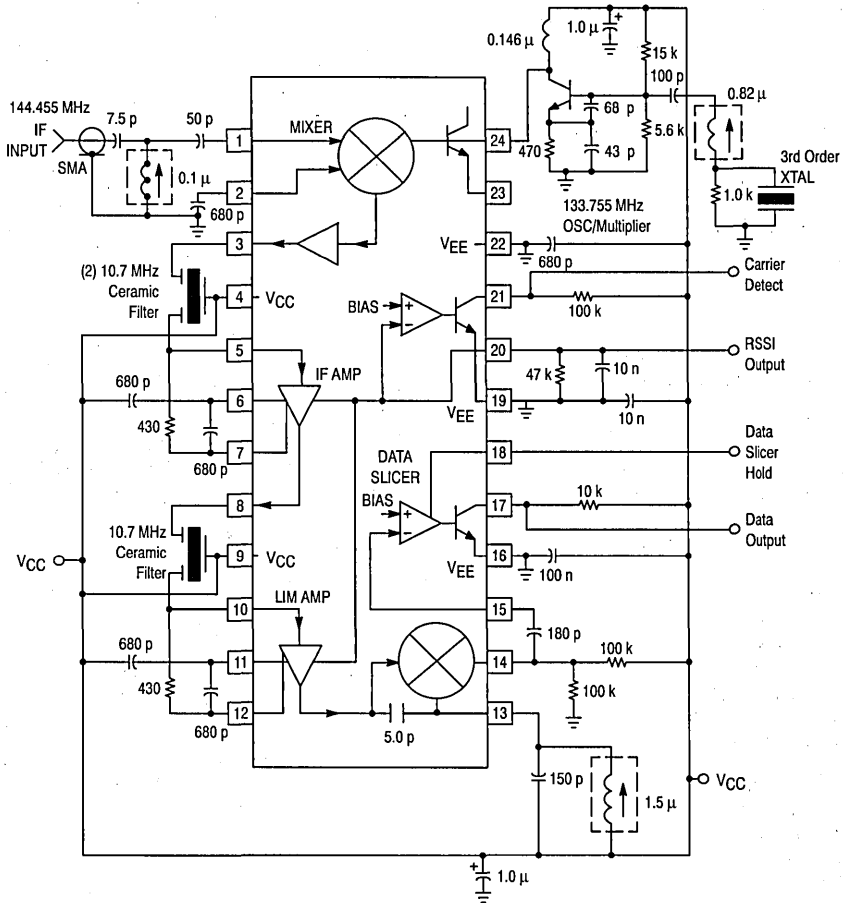 0.146 µ
1.0 µ
+
15 k
100 p
0.82 µ
144.455 MHz
IF
INPUT
7.5 p
50 p
SMA
0.1 µ
680 p
1
2
MIXER
24
23
68 p
5.6k
470
43 p
3rd Order
XTAL
1.0 k
133.755 MHz
OSC/Multiplier
3
VEE
22
680 p
(2) 10.7 MHz
Ceramic
Filter
4
VCC
BIAS
+
−
21
100 k
Carrier
Detect
5
20
RSSI
Output
47 k
10 n
680 p
6
IF AMP
VEE
19
10 n
430
7
680 p
DATA
SLICER
18
Data
Slicer
Hold
8
BIAS
+
−
17
10 k
Data
Output
10.7 MHz
Ceramic
Filter
VCC
9
VCC
VEE
16
100 n
10
LIM AMP
15
180 p
680 p
11
14
100 k
100 k
430
12
680 p
5.0 p
13
150 p
1.5 µ
VCC
+
1.0 µ